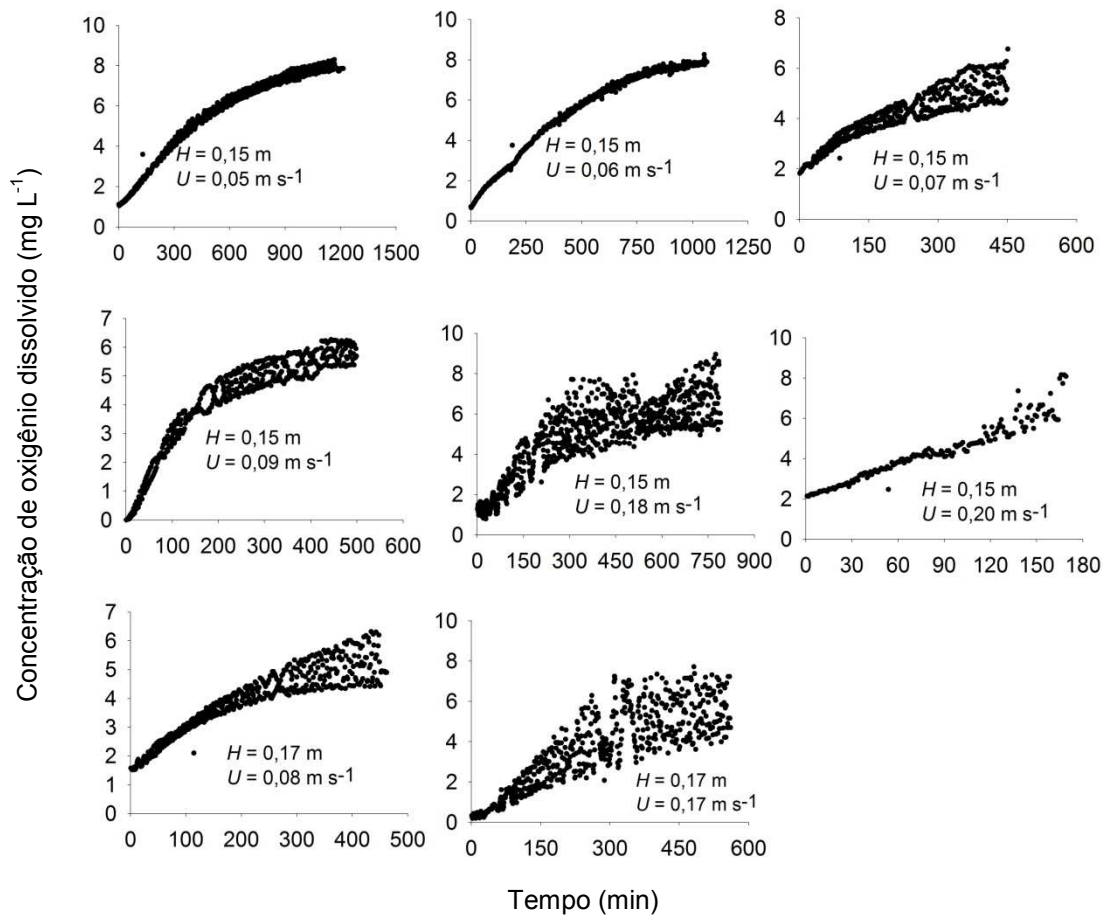 Concentração de oxigênio dissolvido (mg L-1)
10
8
6
4
2
0
0 300 600 900 1200 1500
H = 0,15 m
U = 0,05 m s-1
10
8
6
4
2
0
0 250 500 750 1000 1250
H = 0,15 m
U = 0,06 m s-1
8
6
4
2
0
0 150 300 450 600
H = 0,15 m
U = 0,07 m s-1
7
6
5
4
3
2
1
0
0 100 200 300 400 500 600
H = 0,15 m
U = 0,09 m s-1
10
8
6
4
2
0
0 150 300 450 600 750 900
H = 0,15 m
U = 0,18 m s-1
10
8
6
4
2
0
0 30 60 90 120 150 180
H = 0,15 m
U = 0,20 m s-1
7
6
5
4
3
2
1
0
0 100 200 300 400 500
H = 0,17 m
U = 0,08 m s-1
10
8
6
4
2
0
0 150 300 450 600
H = 0,17 m
U = 0,17 m s-1
Tempo (min)